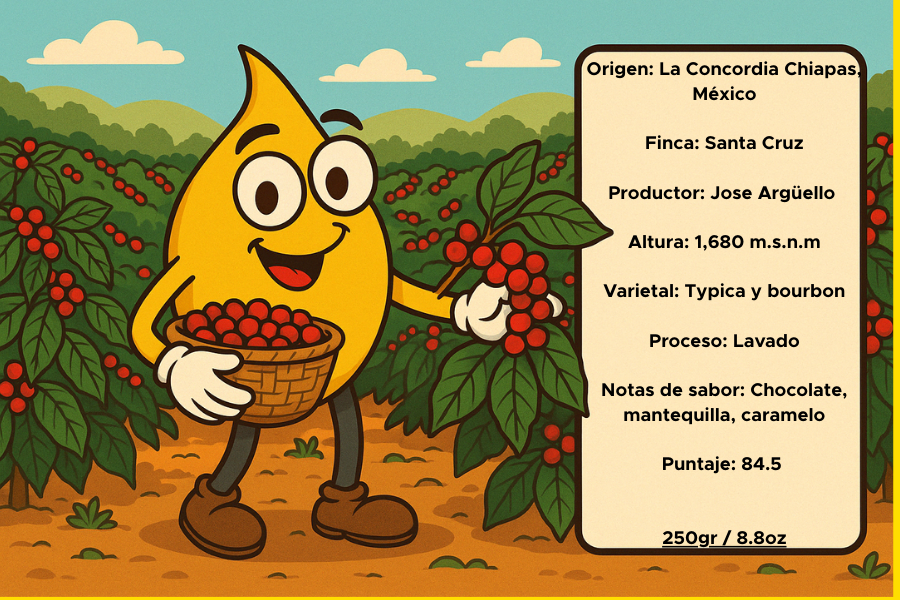 Origen: La Concordia Chiapas,
México
Finca: Santa Cruz
Productor: Jose Argüello
Altura: 1,680 m.s.n.m
Varietal: Typica y bourbon
Proceso: Lavado
Notas de sabor: Chocolate,
mantequilla, caramelo
Puntaje: 84.5
250gr / 8.8oz